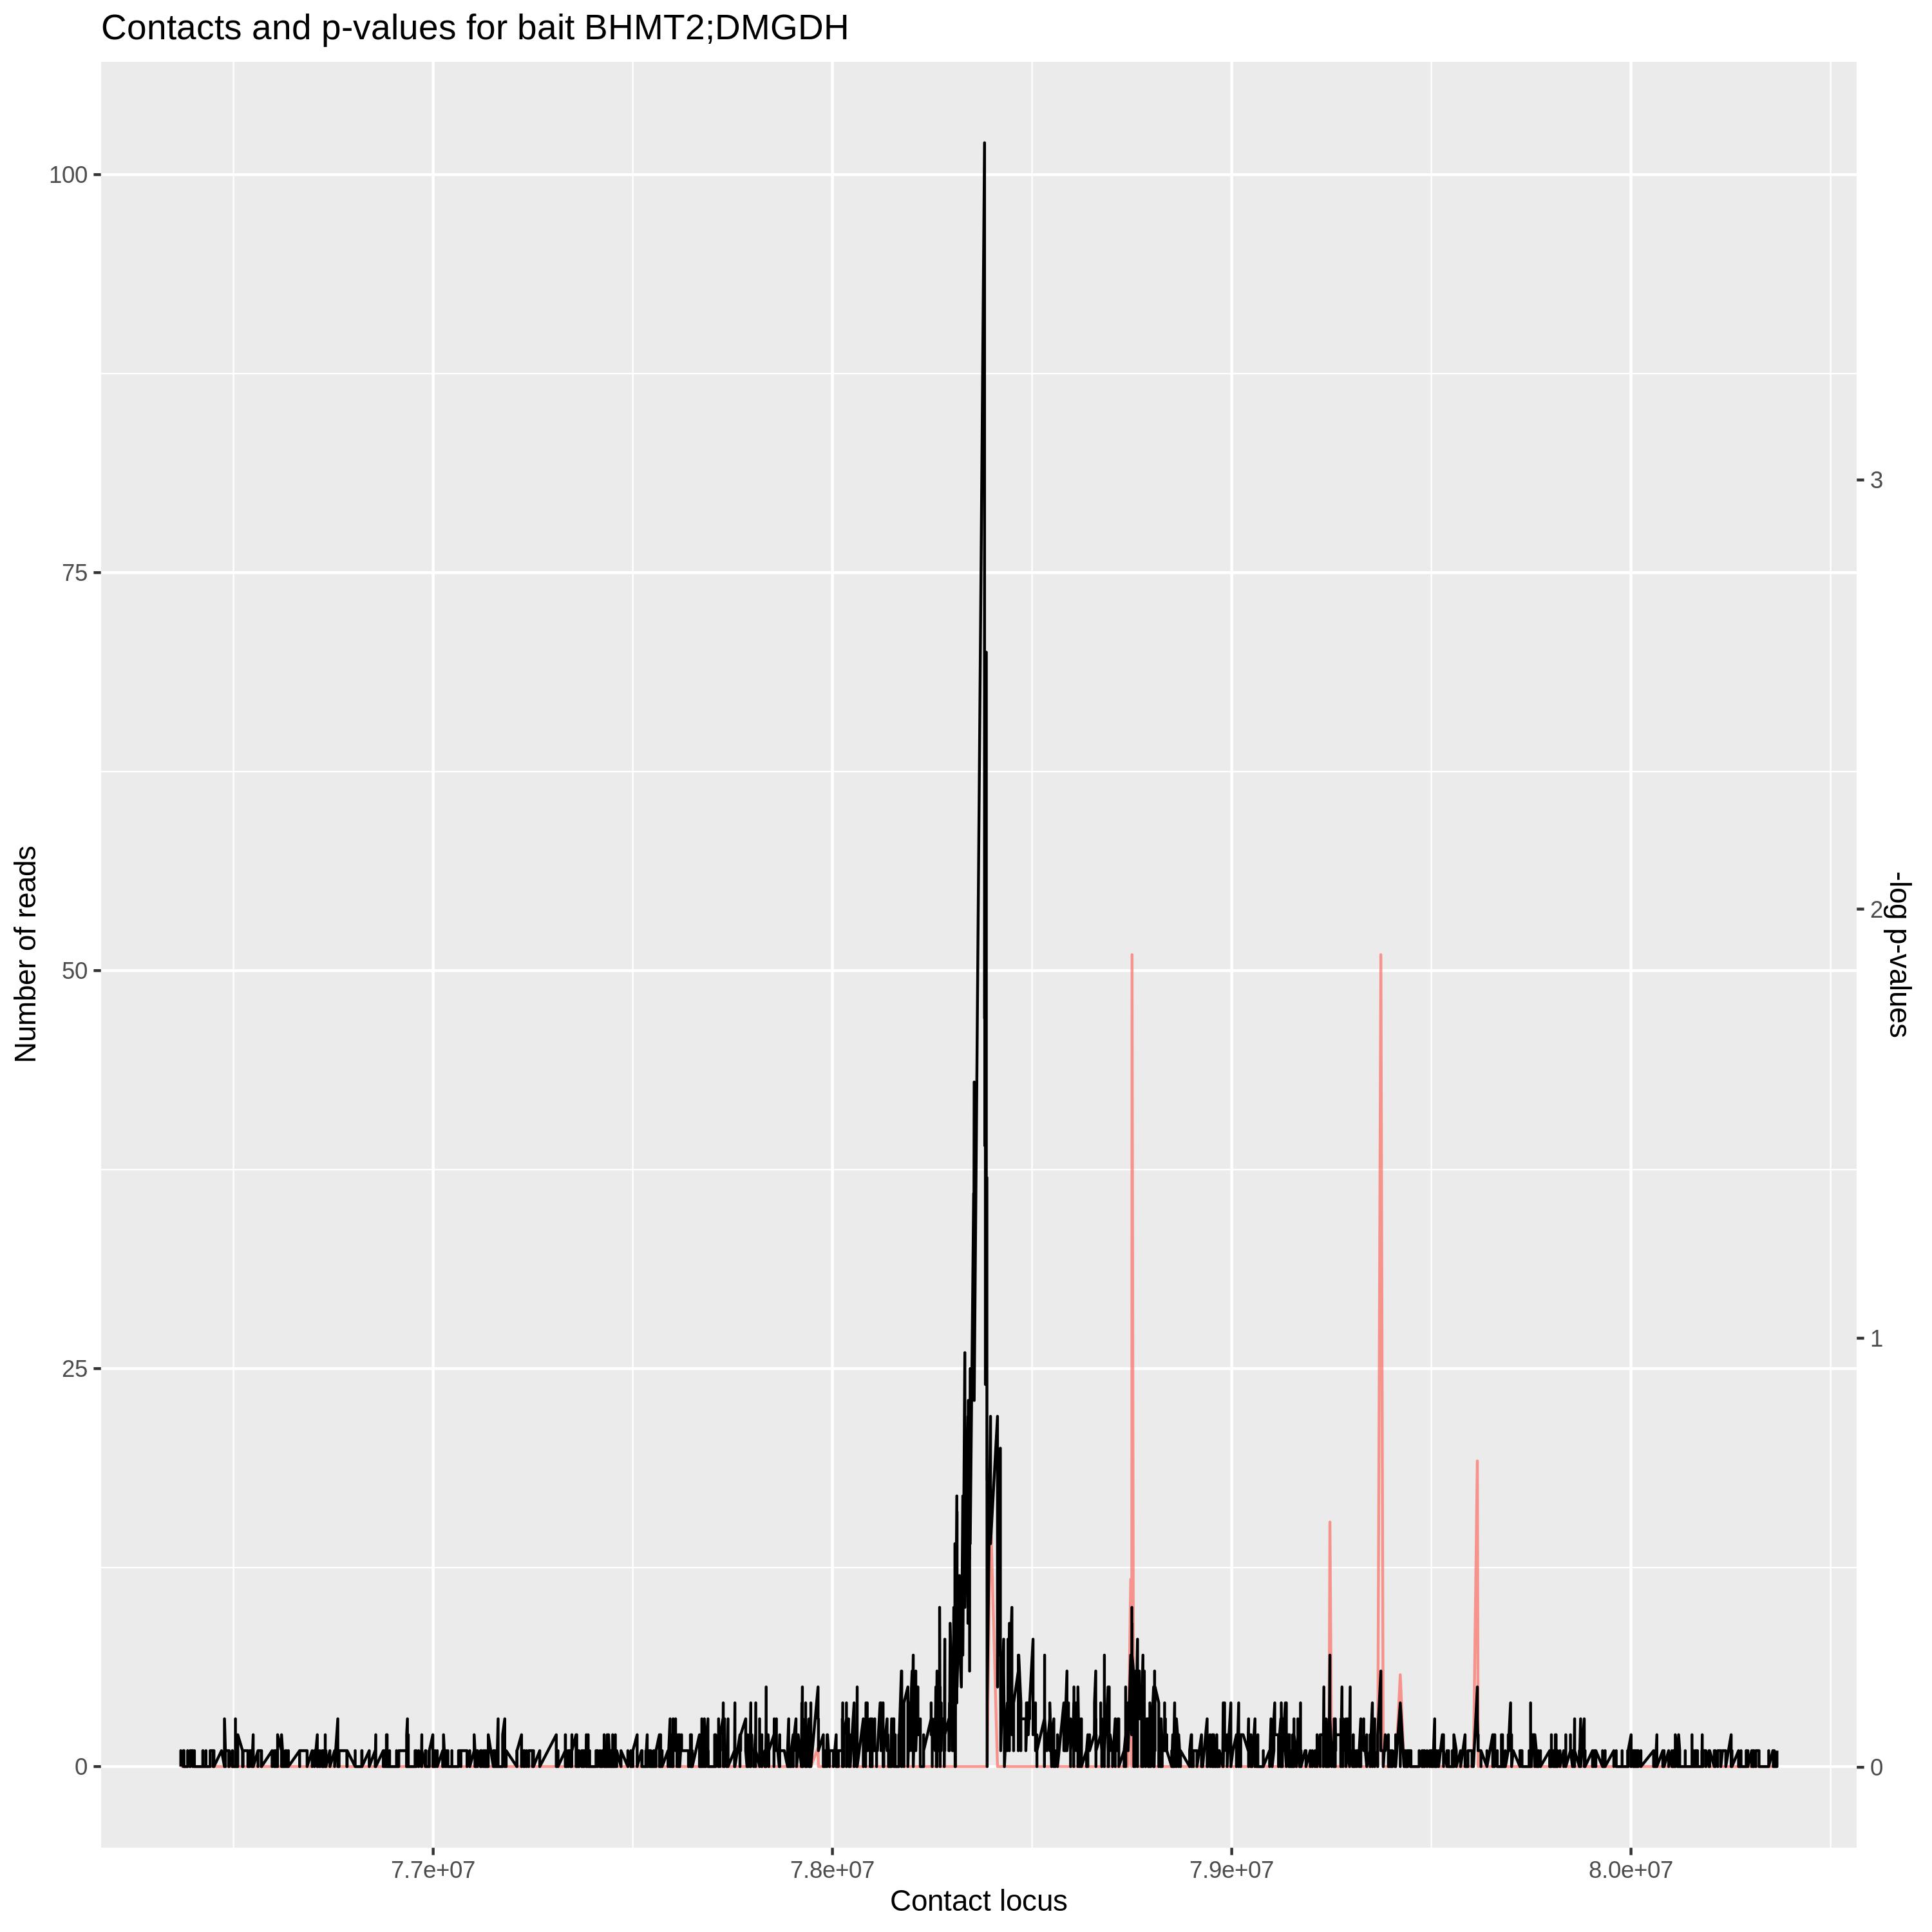 Contacts and p-values for bait BHMT2;DMGDH
100
75
50
25
0
Number of reads
3
2
1
0
-log p-values
7.7e+07 7.8e+07 7.9e+07 8.0e+07
Contact locus